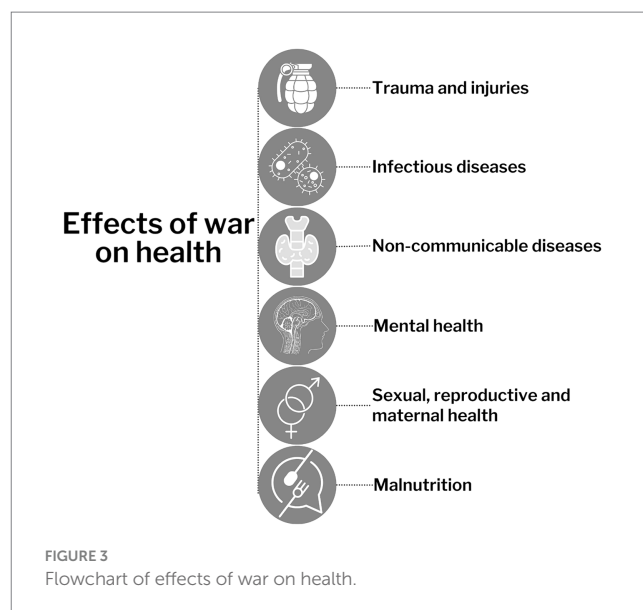 Effects of war
on health
Trauma and injuries
Infectious diseases
Non-communicable diseases
Mental health
Sexual, reproductive and
maternal health
Malnutrition
FIGURE 3
Flowchart of effects of war on health.